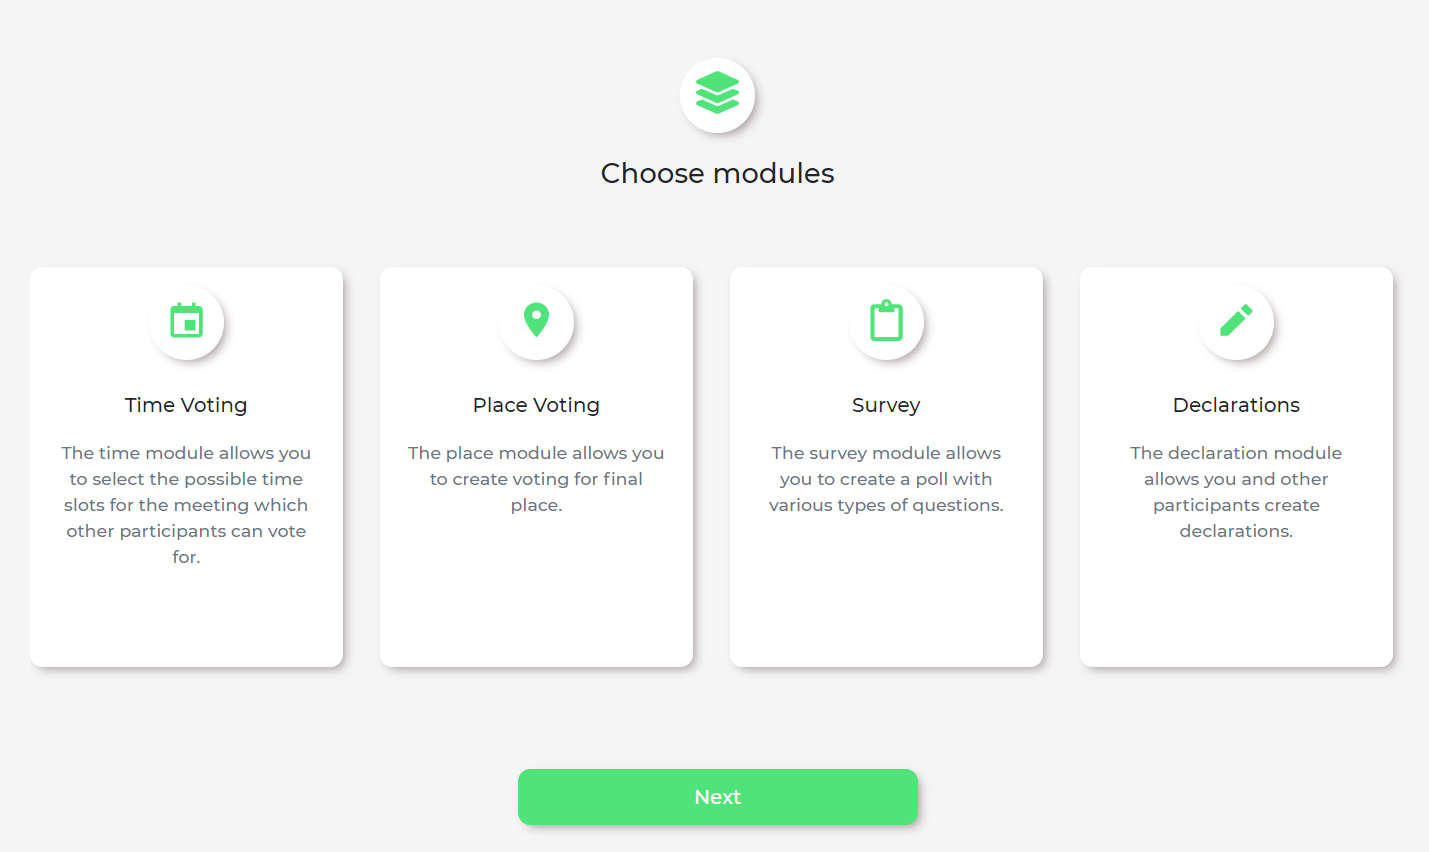 Choose modules
Time Voting
The time module allows you
to select the possible time
slots for the meeting which
other participants can vote
for.
Place Voting
The place module allows you
to create voting for final
place.
Survey
The survey module allows
you to create a poll with
various types of questions.
Declarations
The declaration module
allows you and other
participants create
declarations.
Next